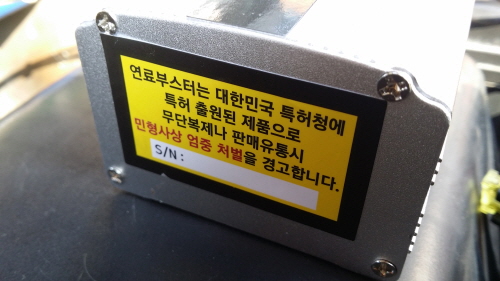 연료부스터는 대한민국 특허청에
특허 출원된 제품으로
무단복제나 판매유통시
민형사상 엄중 처벌을 경고합니다.
S/N: